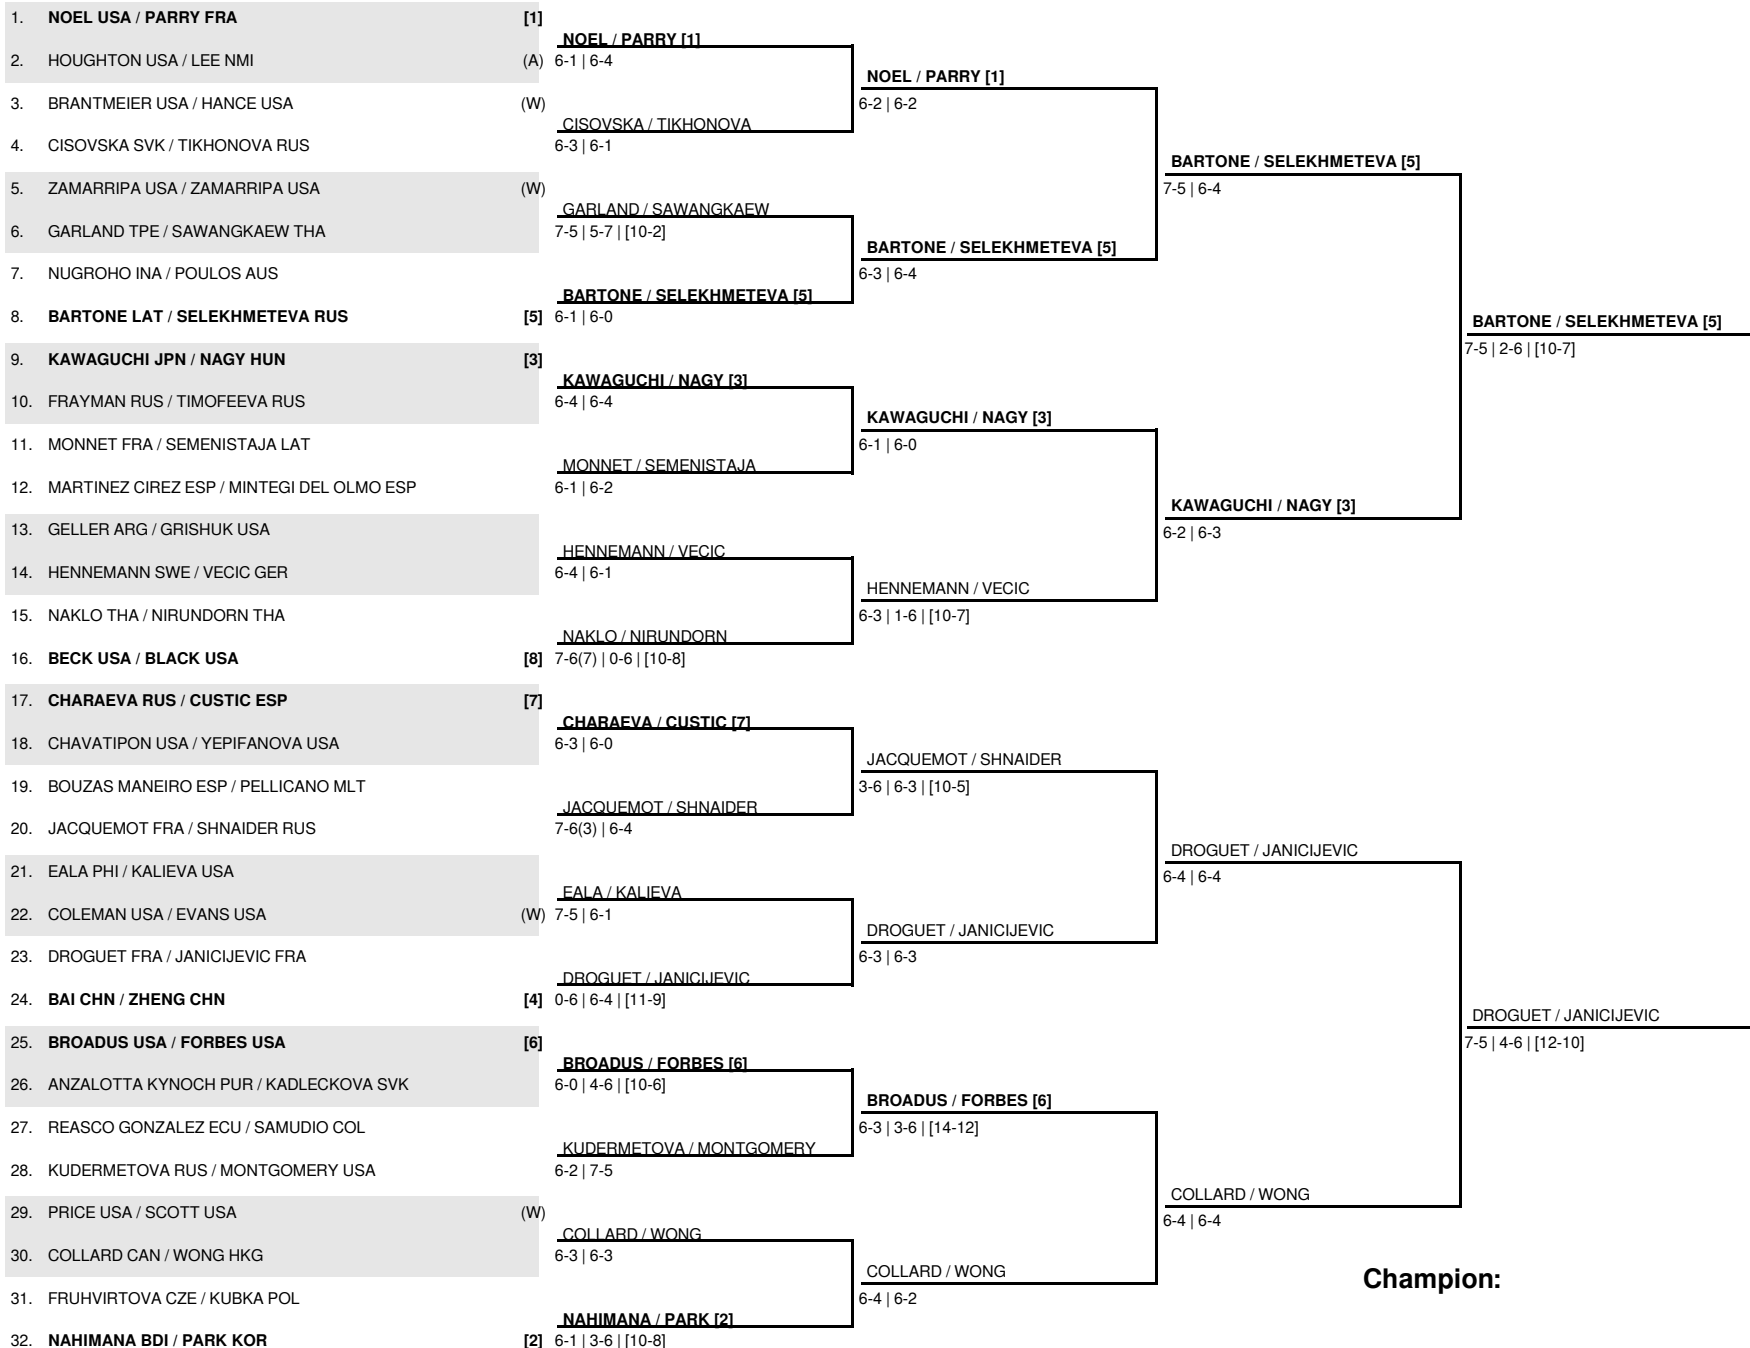 1. NOEL USA / PARRY FRA [1]
2. HOUGHTON USA / LEE NMI (A)
3. BRANTMEIER USA / HANCE USA (W)
4. CISOVSKA SVK / TIKHONOVA RUS
5. ZAMARRIPA USA / ZAMARRIPA USA (W)
6. GARLAND TPE / SAWANGKAEW THA
7. NUGROHO INA / POULOS AUS
8. BARTONE LAT / SELEKHMETEVA RUS [5]
9. KAWAGUCHI JPN / NAGY HUN [3]
10. FRAYMAN RUS / TIMOFEEVA RUS
11. MONNET FRA / SEMENISTAJA LAT
12. MARTINEZ CIREZ ESP / MINTEGI DEL OLMO ESP
13. GELLER ARG / GRISHUK USA
14. HENNEMANN SWE / VECIC GER
15. NAKLO THA / NIRUNDORN THA
16. BECK USA / BLACK USA [8]
17. CHARAEVA RUS / CUSTIC ESP [7]
18. CHAVATIPON USA / YEPIFANOVA USA
19. BOUZAS MANEIRO ESP / PELLICANO MLT
20. JACQUEMOT FRA / SHNAIDER RUS
21. EALA PHI / KALIEVA USA
22. COLEMAN USA / EVANS USA (W)
23. DROGUET FRA / JANICIJEVIC FRA
24. BAI CHN / ZHENG CHN [4]
25. BROADUS USA / FORBES USA [6]
26. ANZALOTTA KYNOCH PUR / KADLECKOVA SVK
27. REASCO GONZALEZ ECU / SAMUDIO COL
28. KUDERMETOVA RUS / MONTGOMERY USA
29. PRICE USA / SCOTT USA (W)
30. COLLARD CAN / WONG HKG
31. FRUHVIRTOVA CZE / KUBKA POL
32. NAHIMANA BDI / PARK KOR [2]
NOEL / PARRY [1]
6-1 | 6-4
CISOVSKA / TIKHONOVA
6-3 | 6-1
GARLAND / SAWANGKAEW
7-5 | 5-7 | [10-2]
BARTONE / SELEKHMETEVA [5]
6-1 | 6-0
KAWAGUCHI / NAGY [3]
6-4 | 6-4
MONNET / SEMENISTAJA
6-1 | 6-2
HENNEMANN / VECIC
6-4 | 6-1
NAKLO / NIRUNDORN
7-6(7) | 0-6 | [10-8]
CHARAEVA / CUSTIC [7]
6-3 | 6-0
JACQUEMOT / SHNAIDER
7-6(3) | 6-4
EALA / KALIEVA
7-5 | 6-1
DROGUET / JANICIJEVIC
0-6 | 6-4 | [11-9]
BROADUS / FORBES [6]
6-0 | 4-6 | [10-6]
KUDERMETOVA / MONTGOMERY
6-2 | 7-5
COLLARD / WONG
6-3 | 6-3
NAHIMANA / PARK [2]
6-1 | 3-6 | [10-8]
NOEL / PARRY [1]
6-2 | 6-2
BARTONE / SELEKHMETEVA [5]
6-3 | 6-4
KAWAGUCHI / NAGY [3]
6-1 | 6-0
HENNEMANN / VECIC
6-3 | 1-6 | [10-7]
JACQUEMOT / SHNAIDER
3-6 | 6-3 | [10-5]
DROGUET / JANICIJEVIC
6-3 | 6-3
BROADUS / FORBES [6]
6-3 | 3-6 | [14-12]
COLLARD / WONG
6-4 | 6-2
BARTONE / SELEKHMETEVA [5]
7-5 | 6-4
KAWAGUCHI / NAGY [3]
6-2 | 6-3
DROGUET / JANICIJEVIC
6-4 | 6-4
COLLARD / WONG
6-4 | 6-4
BARTONE / SELEKHMETEVA [5]
7-5 | 2-6 | [10-7]
DROGUET / JANICIJEVIC
7-5 | 4-6 | [12-10]
Champion: